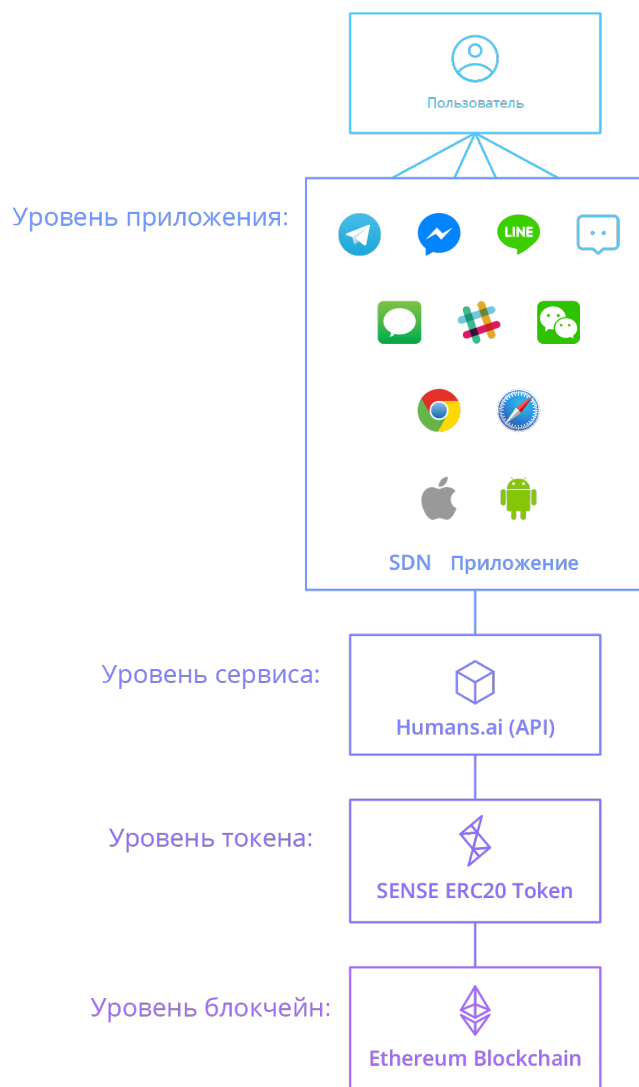 Пользователь
Уровень приложения:
LINE
SDN Приложение
Уровень сервиса:
Humans.ai (API)
Уровень токена:
SENSE ERC20 Token
Уровень блокчейн:
Ethereum Blockchain